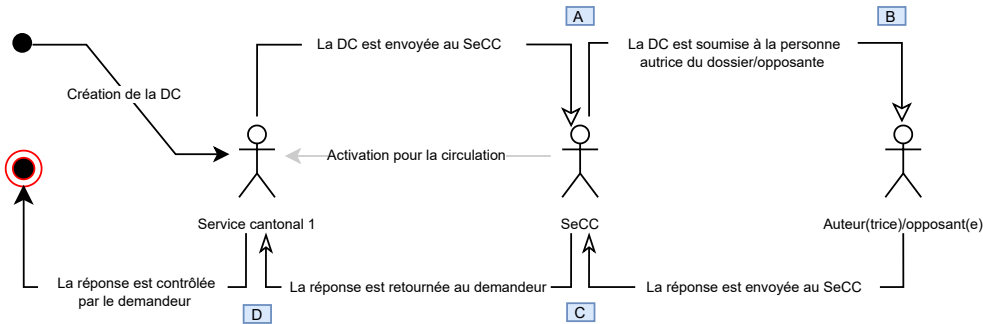 A
B
La DC est envoyée au SeCC
La DC est soumise à la personne
autrice du dossier/opposante
Création de la DC
Activation pour la circulation
Service cantonal 1
SeCC
Auteur(trice)/opposant(e)
La réponse est contrôlée
par le demandeur
La réponse est retournée au demandeur
La réponse est envoyée au SeCC
D
C